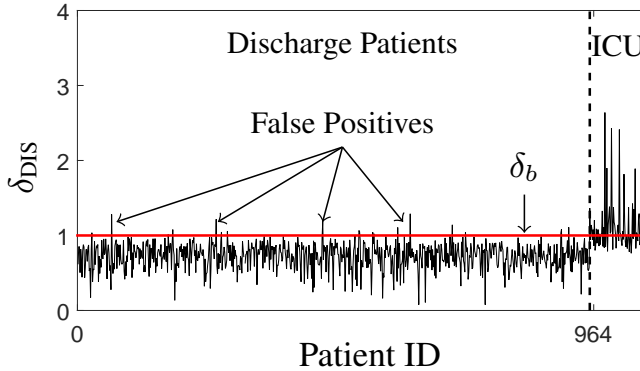 4
Discharge Patients
ICU
3
False Positives
δDIS
2
δb
1
0
0
964
Patient ID